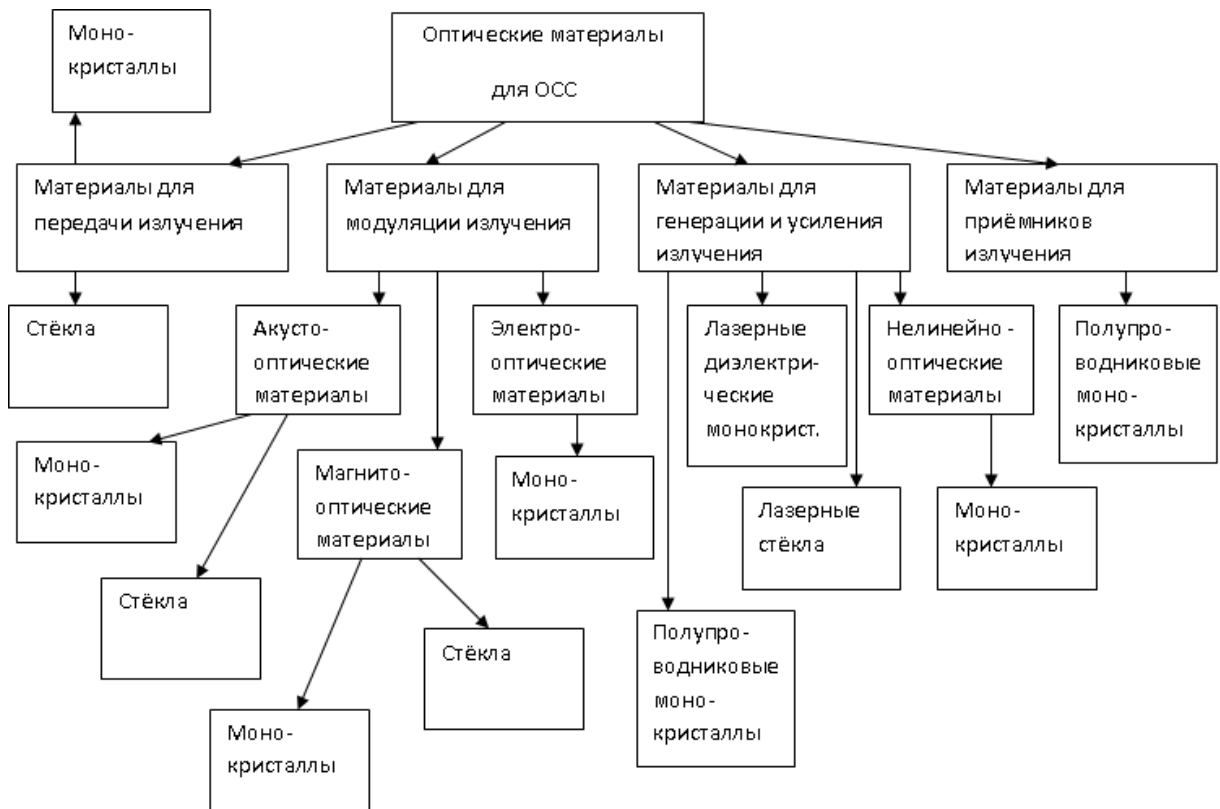 Моно-
кристаллы
Оптические материалы
для ОСС
Материалы для
передачи излучения
Материалы для
модуляции излучения
Материалы для
генерации и усиления
излучения
Материалы для
приёмников
излучения
Стёкла
Акусто-
оптические
материалы
Электро-
оптические
материалы
Лазерные
диэлектри-
ческие
монокрист.
Нелинейно -
оптические
материалы
Полупро-
водниковые
моно-
кристаллы
Моно-
кристаллы
Магнито-
оптические
материалы
Моно-
кристаллы
Лазерные
стёкла
Моно-
кристаллы
Стёкла
Стёкла
Полупро-
водниковые
моно-
кристаллы
Моно-
кристаллы